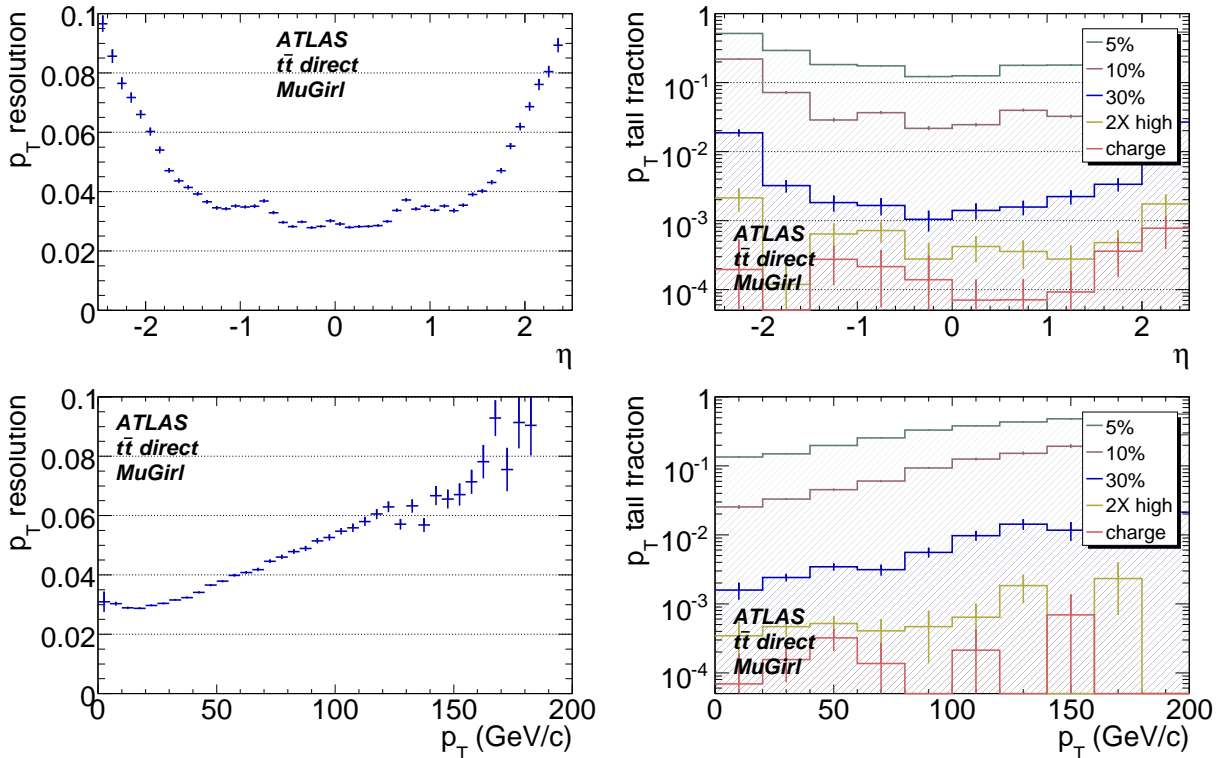 p_T resolution
0.1
0.08
0.06
0.04
0.02
0
ATLAS
tt̄ direct
MuGirl
-2 -1 0 1 2
η
p_T tail fraction
1
10^-1
10^-2
10^-3
10^-4
5%
10%
30%
2X high
charge
ATLAS
tt̄ direct
MuGirl
-2 -1 0 1 2
η
p_T resolution
0.1
0.08
0.06
0.04
0.02
0
ATLAS
tt̄ direct
MuGirl
0 50 100 150 200
p_T (GeV/c)
p_T tail fraction
1
10^-1
10^-2
10^-3
10^-4
5%
10%
30%
2X high
charge
ATLAS
tt̄ direct
MuGirl
0 50 100 150 200
p_T (GeV/c)